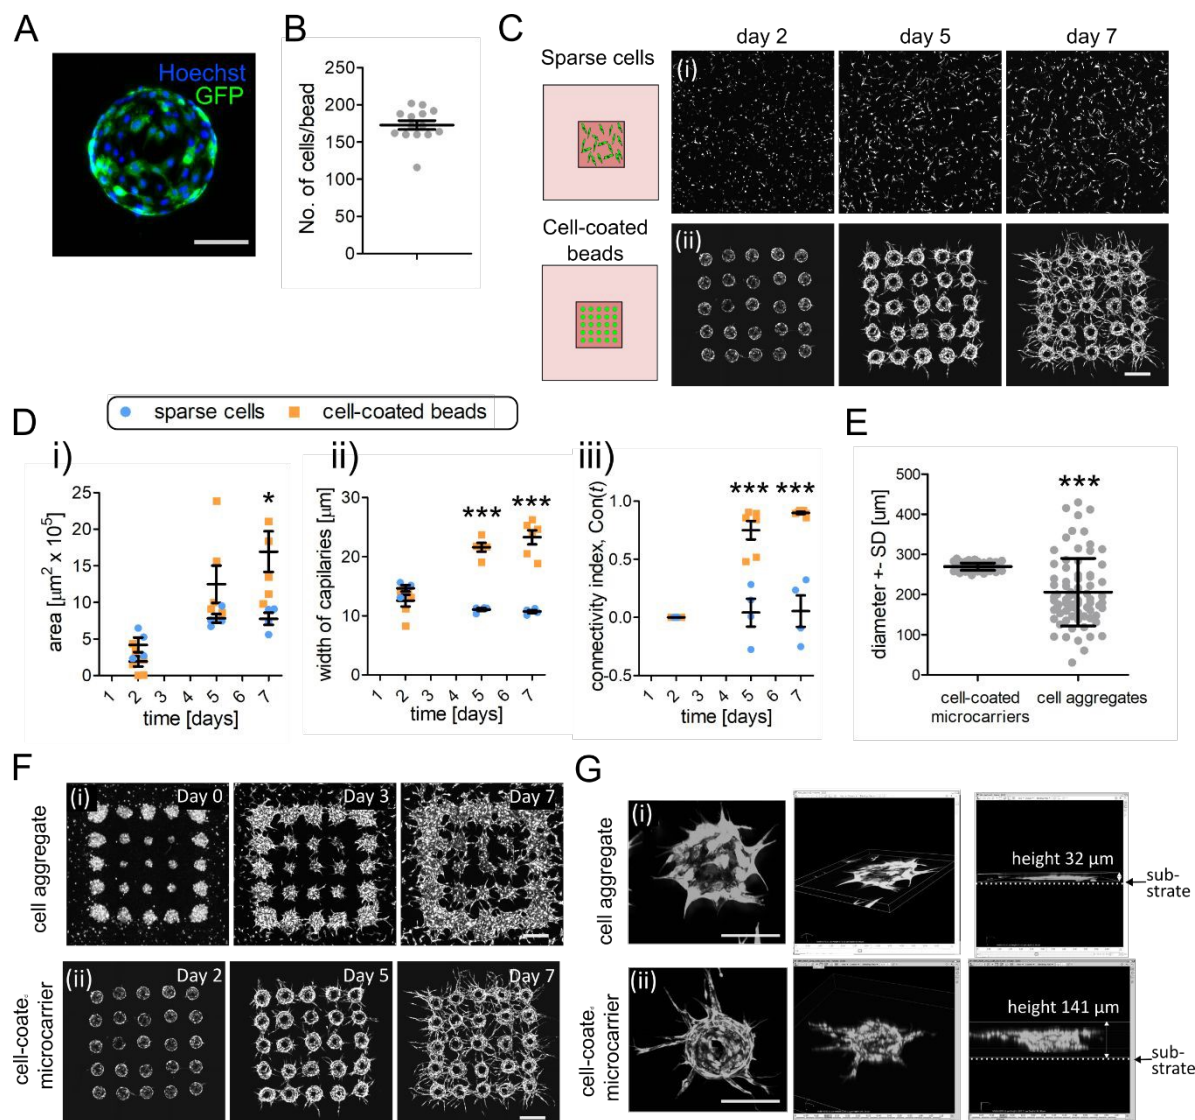 A
Hoechst
GFP
B
No. of cells/bead
250
200
150
100
50
0
C
Sparse cells
Cell-coated
beads
day 2
day 5
day 7
(i)
(ii)
sparse cells
cell-coated beads
D
i)
area [µm² x 10⁵]
25
20
15
10
5
0
*
1 2 3 4 5 6 7
time [days]
ii)
width of capilaries [µm]
30
20
10
0
*** ***
1 2 3 4 5 6 7
time [days]
iii)
connectivity index, Con(t)
1.0
0.5
0.0
-0.5
*** ***
1 2 3 4 5 6 7
time [days]
E
diameter +- SD [um]
500
400
300
200
100
0
***
cell-coated
microcarriers
cell aggregates
F
cell aggregate
(i)
Day 0
Day 3
Day 7
cell-coate
microcarrier
(ii)
Day 2
Day 5
Day 7
G
cell aggregate
(i)
height 32 µm
sub-
strate
cell-coate
microcarrier
(ii)
height 141 µm
sub-
strate